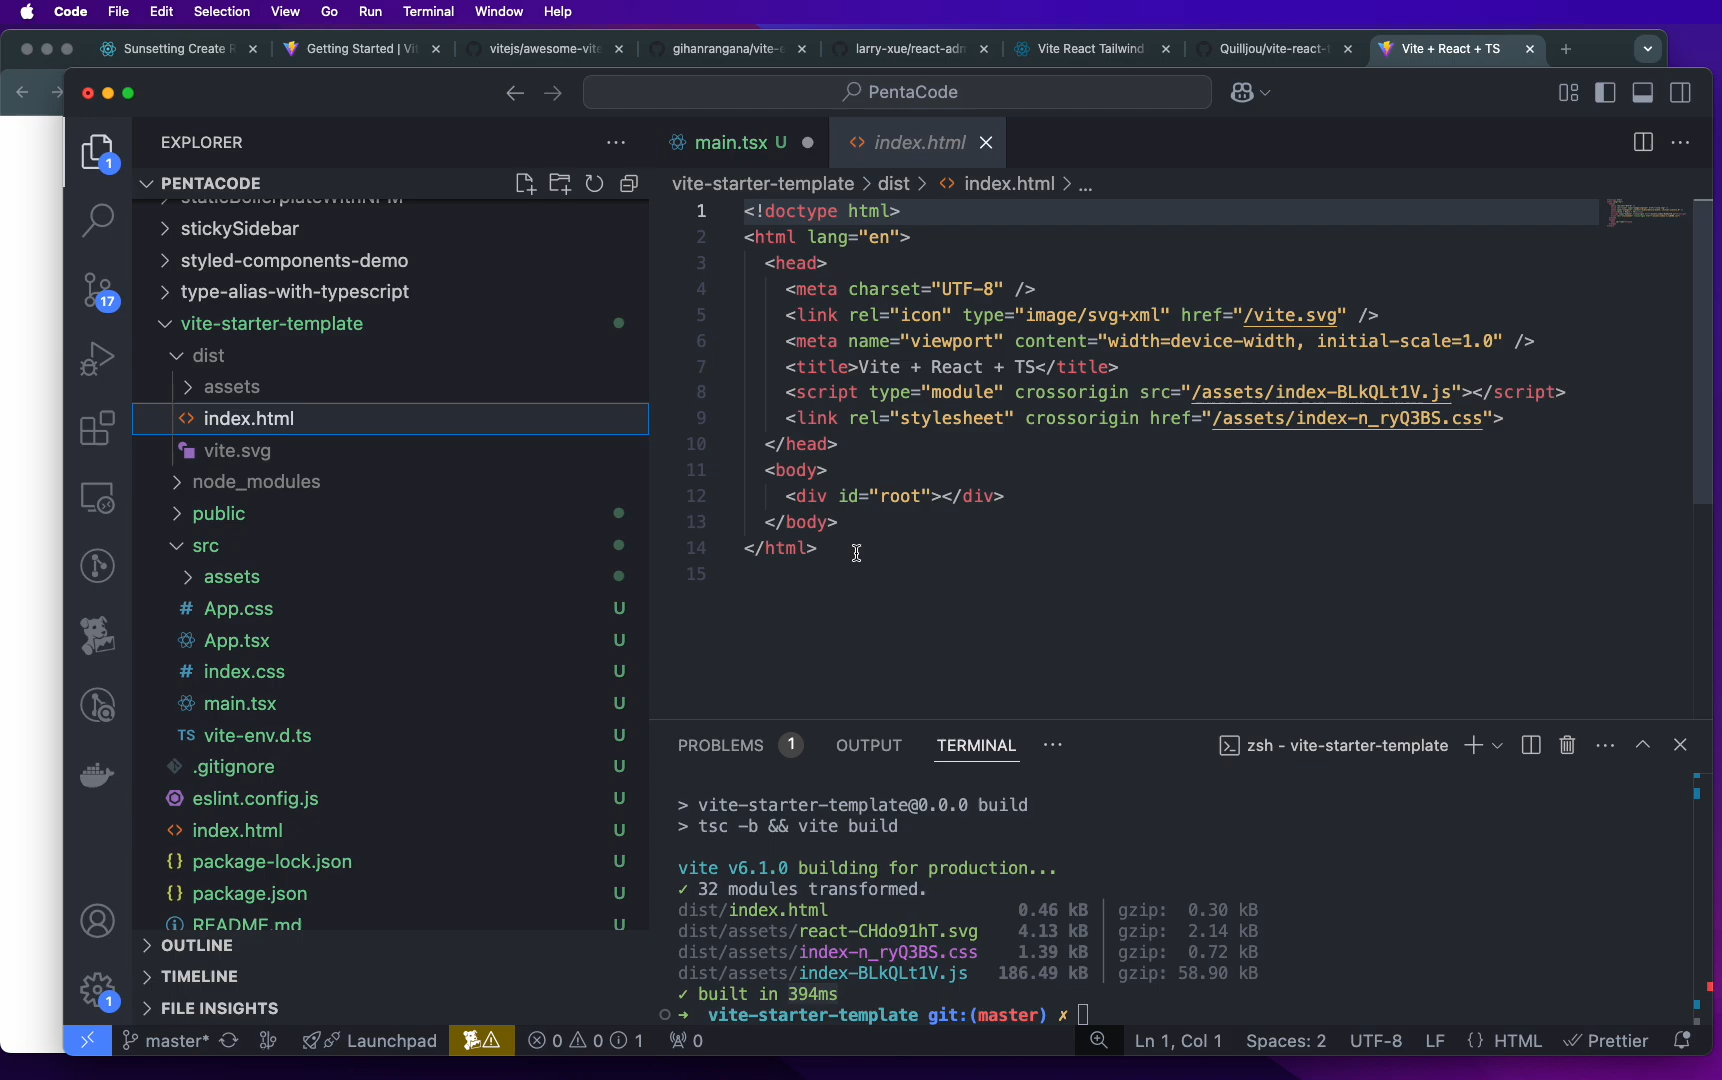 Code File Edit Selection View Go Run Terminal Window Help
Sunsetting Create R Getting Started | Vit vitejs/awesome-vite gihanrangana/vite- larry-xue/react-adm Vite React Tailwind Quilljou/vite-react-t Vite + React + TS
PentaCode
EXPLORER
PENTACODE
staticBoilerplateWithNPM
stickySidebar
styled-components-demo
type-alias-with-typescript
vite-starter-template
dist
assets
index.html
vite.svg
node_modules
public
src
assets
# App.css U
App.tsx U
# index.css U
main.tsx U
TS vite-env.d.ts U
.gitignore U
eslint.config.js U
<> index.html U
{} package-lock.json U
{} package.json U
README.md U
OUTLINE
TIMELINE
FILE INSIGHTS
1
17
1
main.tsx U
<> index.html
vite-starter-template > dist > <> index.html > ...
1 <!doctype html>
2 <html lang="en">
3 <head>
4 <meta charset="UTF-8" />
5 <link rel="icon" type="image/svg+xml" href="/vite.svg" />
6 <meta name="viewport" content="width=device-width, initial-scale=1.0" />
7 <title>Vite + React + TS</title>
8 <script type="module" crossorigin src="/assets/index-BLkQLt1V.js"></script>
9 <link rel="stylesheet" crossorigin href="/assets/index-n_ryQ3BS.css">
10 </head>
11 <body>
12 <div id="root"></div>
13 </body>
14 </html>
15
PROBLEMS 1 OUTPUT TERMINAL ... zsh - vite-starter-template
> vite-starter-template@0.0.0 build
> tsc -b && vite build
vite v6.1.0 building for production...
✓ 32 modules transformed.
dist/index.html 0.46 kB | gzip: 0.30 kB
dist/assets/react-CHdo91hT.svg 4.13 kB | gzip: 2.14 kB
dist/assets/index-n_ryQ3BS.css 1.39 kB | gzip: 0.72 kB
dist/assets/index-BLkQLt1V.js 186.49 kB | gzip: 58.90 kB
✓ built in 394ms
→ vite-starter-template git:(master) ✗
master* Launchpad 0 0 1 0 Ln 1, Col 1 Spaces: 2 UTF-8 LF {} HTML Prettier